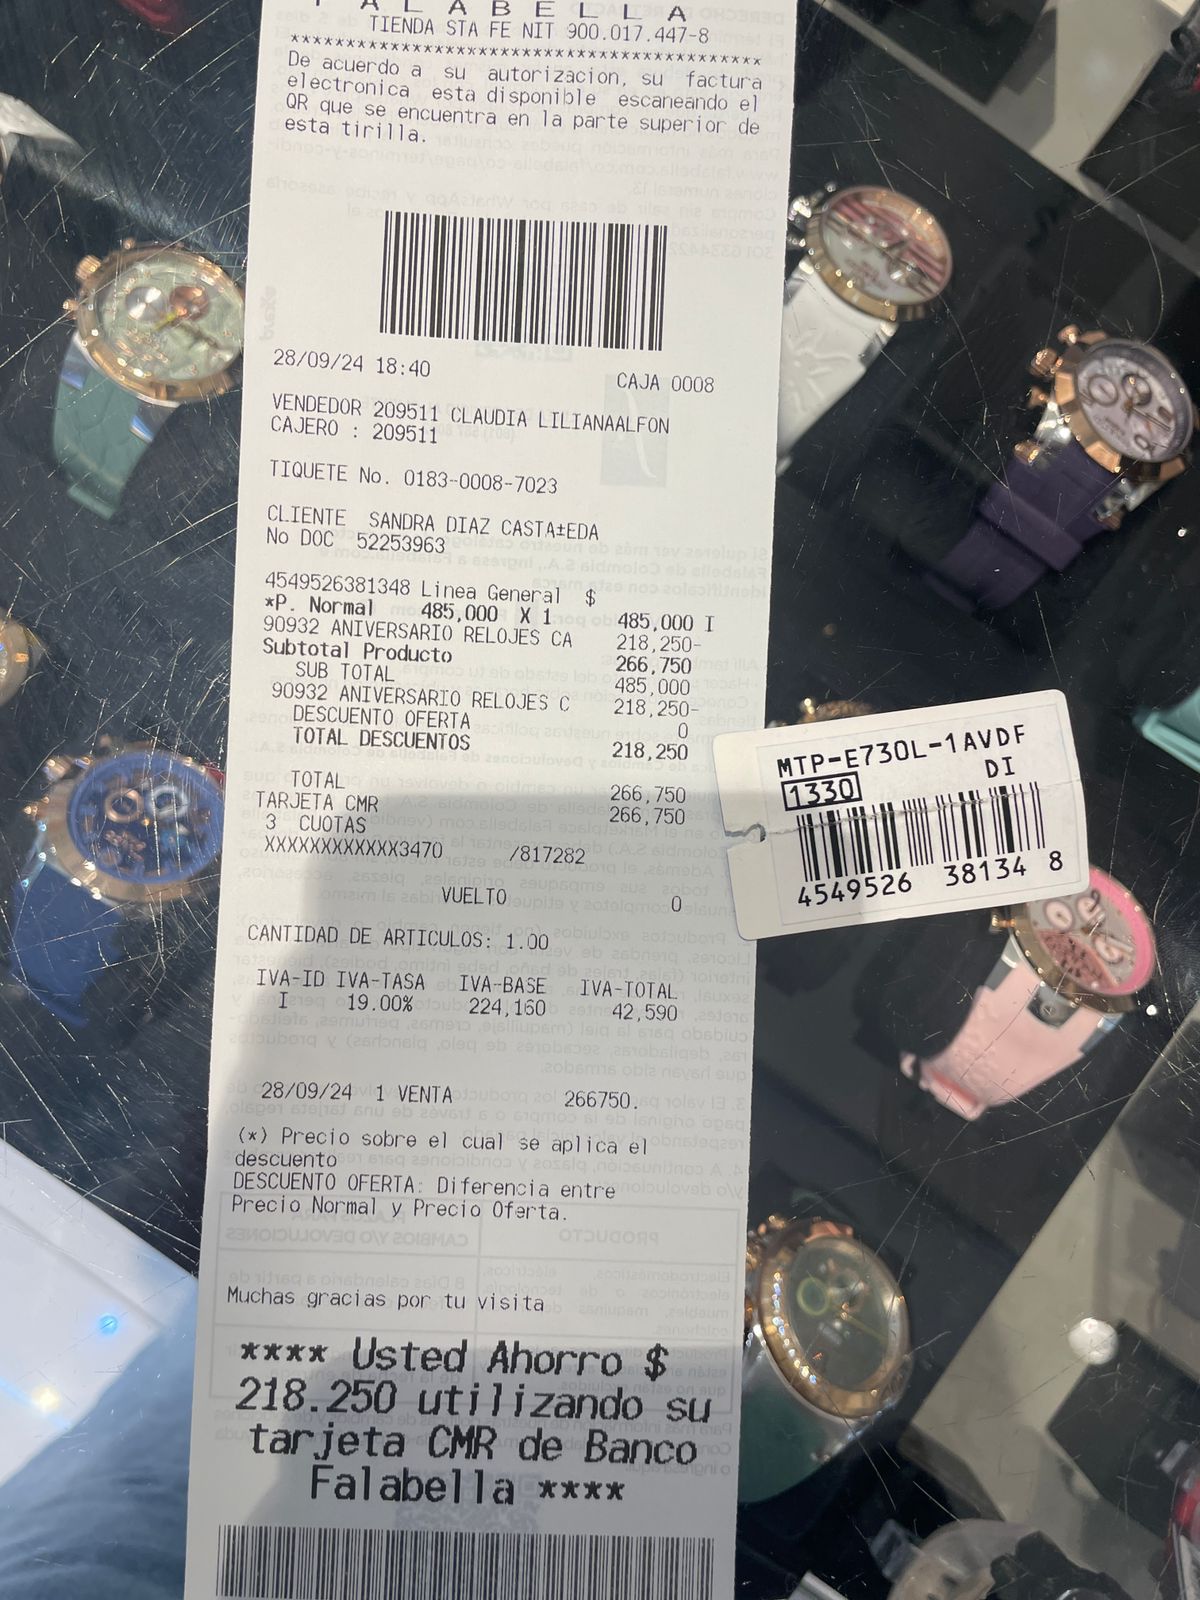 FALABELLA
TIENDA STA FE NIT 900.017.447-8
*******************************************
De acuerdo a su autorizacion, su factura
electronica esta disponible escaneando el
QR que se encuentra en la parte superior de
esta tirilla.
28/09/24 18:40 CAJA 0008
VENDEDOR 209511 CLAUDIA LILIANAALFON
CAJERO : 209511
TIQUETE No. 0183-0008-7023
CLIENTE SANDRA DIAZ CASTA±EDA
No DOC 52253963
4549526381348 Linea General $
*P. Normal 485,000 X 1 485,000 I
90932 ANIVERSARIO RELOJES CA 218,250-
Subtotal Producto 266,750
SUB TOTAL 485,000
90932 ANIVERSARIO RELOJES C 218,250-
DESCUENTO OFERTA 0
TOTAL DESCUENTOS 218,250
TOTAL 266,750
TARJETA CMR 266,750
3 CUOTAS
XXXXXXXXXXXX3470 /817282
VUELTO 0
CANTIDAD DE ARTICULOS: 1.00
IVA-ID IVA-TASA IVA-BASE IVA-TOTAL
I 19.00% 224,160 42,590
28/09/24 1 VENTA 266750.
(*) Precio sobre el cual se aplica el
descuento
DESCUENTO OFERTA: Diferencia entre
Precio Normal y Precio Oferta.
Muchas gracias por tu visita
**** Usted Ahorro $
218.250 utilizando su
tarjeta CMR de Banco
Falabella ****
MTP-E730L-1AVDF
1330 DI
4549526 38134 8